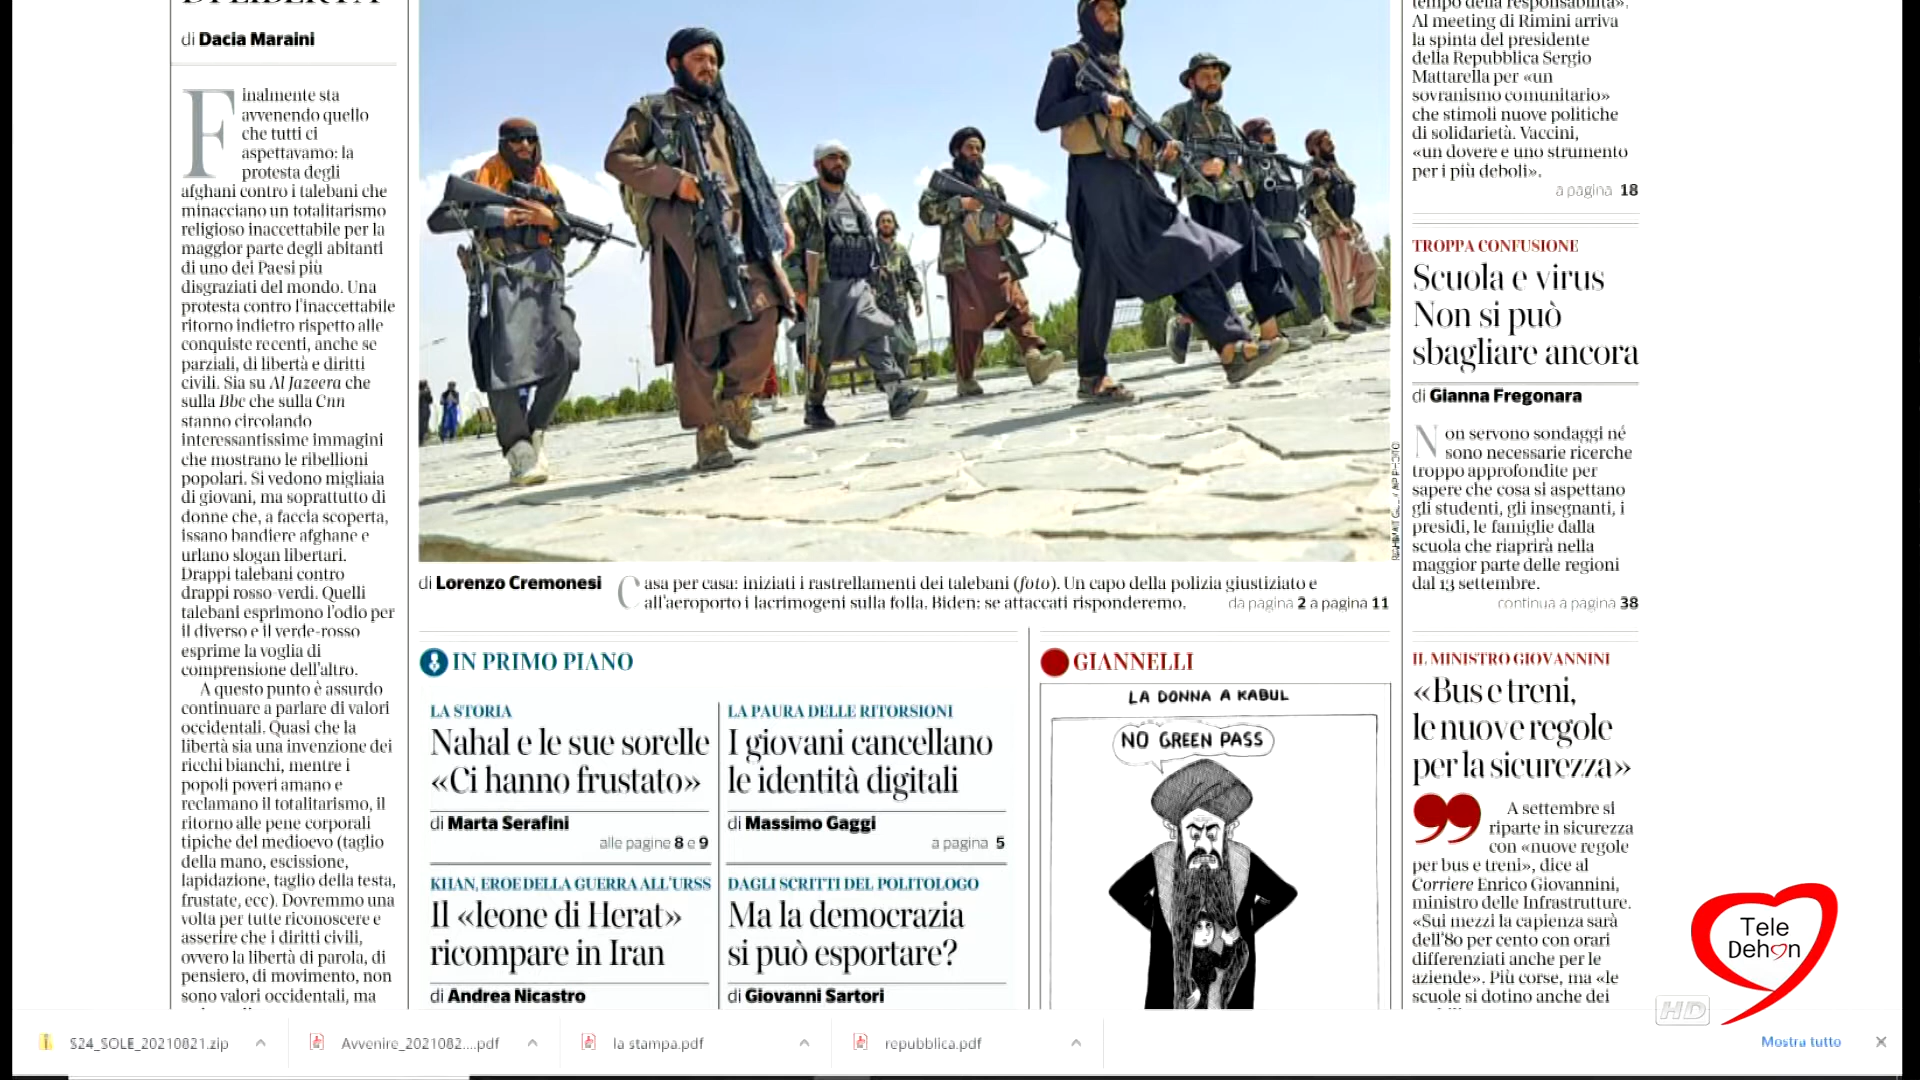 DI LIBERTÀ
di Dacia Maraini
Finalmente sta
avvenendo quello
che tutti ci
aspettavamo: la
protesta degli
afghani contro i talebani che
minacciano un totalitarismo
religioso inaccettabile per la
maggior parte degli abitanti
di uno dei Paesi più
disgraziati del mondo. Una
protesta contro l'inaccettabile
ritorno indietro rispetto alle
conquiste recenti, anche se
parziali, di libertà e diritti
civili. Sia su Al Jazeera che
sulla Bbc che sulla Cnn
stanno circolando
interessantissime immagini
che mostrano le ribellioni
popolari. Si vedono migliaia
di giovani, ma soprattutto di
donne che, a faccia scoperta,
issano bandiere afghane e
urlano slogan libertari.
Drappi talebani contro
drappi rosso-verdi. Quelli
talebani esprimono l'odio per
il diverso e il verde-rosso
esprime la voglia di
comprensione dell'altro.
A questo punto è assurdo
continuare a parlare di valori
occidentali. Quasi che la
libertà sia una invenzione dei
ricchi bianchi, mentre i
popoli poveri amano e
reclamano il totalitarismo, il
ritorno alle pene corporali
tipiche del medioevo (taglio
della mano, escissione,
lapidazione, taglio della testa,
frustate, ecc). Dovremmo una
volta per tutte riconoscere e
asserire che i diritti civili,
ovvero la libertà di parola, di
pensiero, di movimento, non
sono valori occidentali, ma
di Lorenzo Cremonesi
Casa per casa: iniziati i rastrellamenti dei talebani (foto). Un capo della polizia giustiziato e
all'aeroporto i lacrimogeni sulla folla. Biden: se attaccati risponderemo. da pagina 2 a pagina 11
IN PRIMO PIANO
LA STORIA
Nahal e le sue sorelle
«Ci hanno frustato»
di Marta Serafini
alle pagine 8 e 9
KHAN, EROE DELLA GUERRA ALL'URSS
Il «leone di Herat»
ricompare in Iran
di Andrea Nicastro
LA PAURA DELLE RITORSIONI
I giovani cancellano
le identità digitali
di Massimo Gaggi
a pagina 5
DAGLI SCRITTI DEL POLITOLOGO
Ma la democrazia
si può esportare?
di Giovanni Sartori
GIANNELLI
LA DONNA A KABUL
NO GREEN PASS
tempo della responsabilità».
Al meeting di Rimini arriva
la spinta del presidente
della Repubblica Sergio
Mattarella per «un
sovranismo comunitario»
che stimoli nuove politiche
di solidarietà. Vaccini,
«un dovere e uno strumento
per i più deboli».
a pagina 18
TROPPA CONFUSIONE
Scuola e virus
Non si può
sbagliare ancora
di Gianna Fregonara
Non servono sondaggi né
sono necessarie ricerche
troppo approfondite per
sapere che cosa si aspettano
gli studenti, gli insegnanti, i
presidi, le famiglie dalla
scuola che riaprirà nella
maggior parte delle regioni
dal 13 settembre.
continua a pagina 38
IL MINISTRO GIOVANNINI
«Bus e treni,
le nuove regole
per la sicurezza»
A settembre si
riparte in sicurezza
con «nuove regole
per bus e treni», dice al
Corriere Enrico Giovannini,
ministro delle Infrastrutture.
«Sui mezzi la capienza sarà
dell'80 per cento con orari
differenziati anche per le
aziende». Più corse, ma «le
scuole si dotino anche dei
Tele
Dehon
HD
S24_SOLE_20210821.zip
Avvenire_2021082....pdf
la stampa.pdf
repubblica.pdf
Mostra tutto